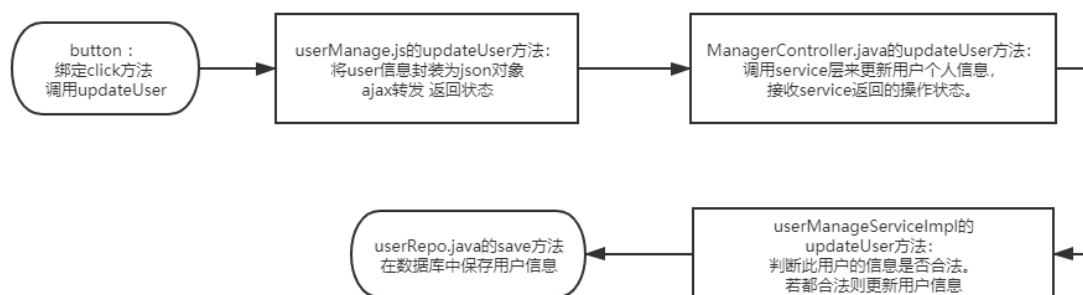 button：
绑定click方法
调用updateUser
userManage.js的updateUser方法：
将user信息封装为json对象
ajax转发 返回状态
ManagerController.java的updateUser方法：
调用service层来更新用户个人信息，
接收service返回的操作状态。
userRepo.java的save方法
在数据库中保存用户信息
userManageServiceImpl的
updateUser方法：
判断此用户的信息是否合法。
若都合法则更新用户信息